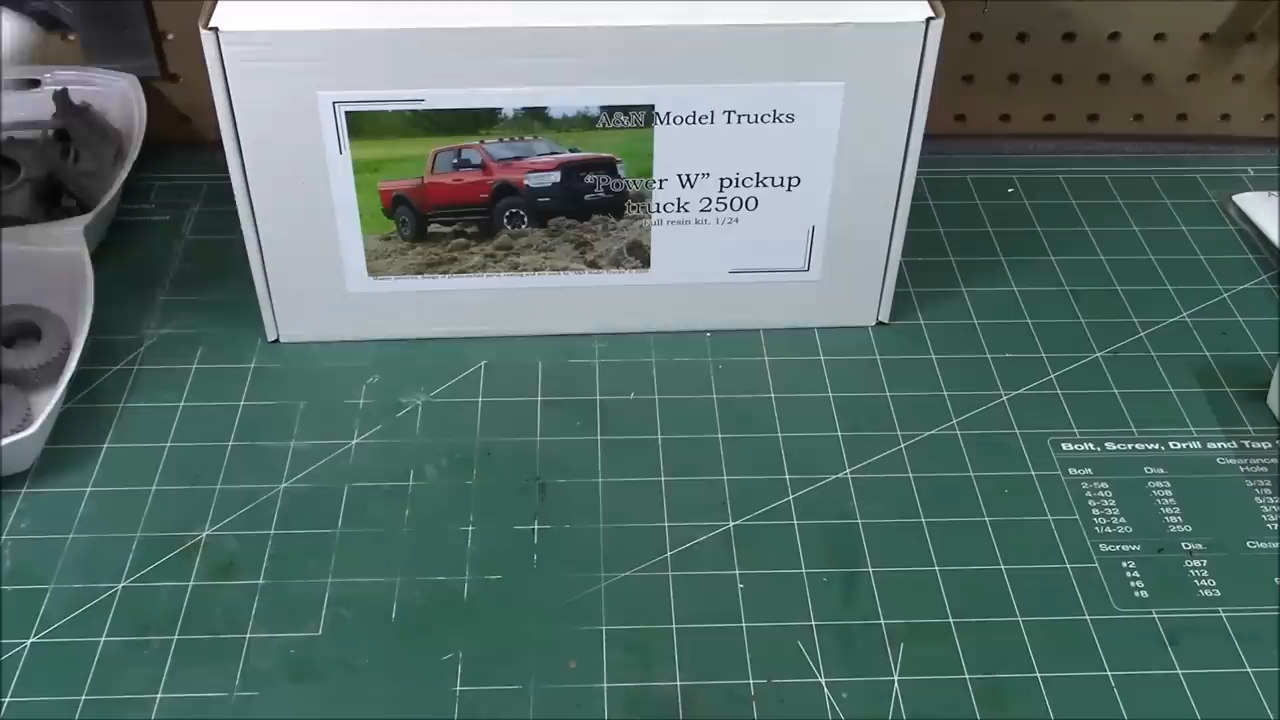 A&N Model Trucks
"Power W" pickup
truck 2500
Full resin kit, 1/24
Bolt, Screw, Drill and Tap
Bolt Dia. Clearance
Hole
2-56 .083 3/32
4-40 .108 1/8
6-32 .135 5/32
8-32 .162
10-24 .181
1/4-20 .250
Screw Dia.
#2 .087
#4 .112
#6 .140
#8 .163